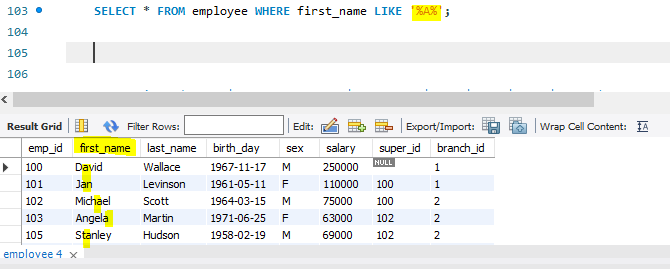 103 SELECT * FROM employee WHERE first_name LIKE '%A%';
104
105
106
Result Grid Filter Rows: Edit: Export/Import: Wrap Cell Content: IA
emp_id first_name last_name birth_day sex salary super_id branch_id
100 David Wallace 1967-11-17 M 250000 NULL 1
101 Jan Levinson 1961-05-11 F 110000 100 1
102 Michael Scott 1964-03-15 M 75000 100 2
103 Angela Martin 1971-06-25 F 63000 102 2
105 Stanley Hudson 1958-02-19 M 69000 102 2
employee 4 ×